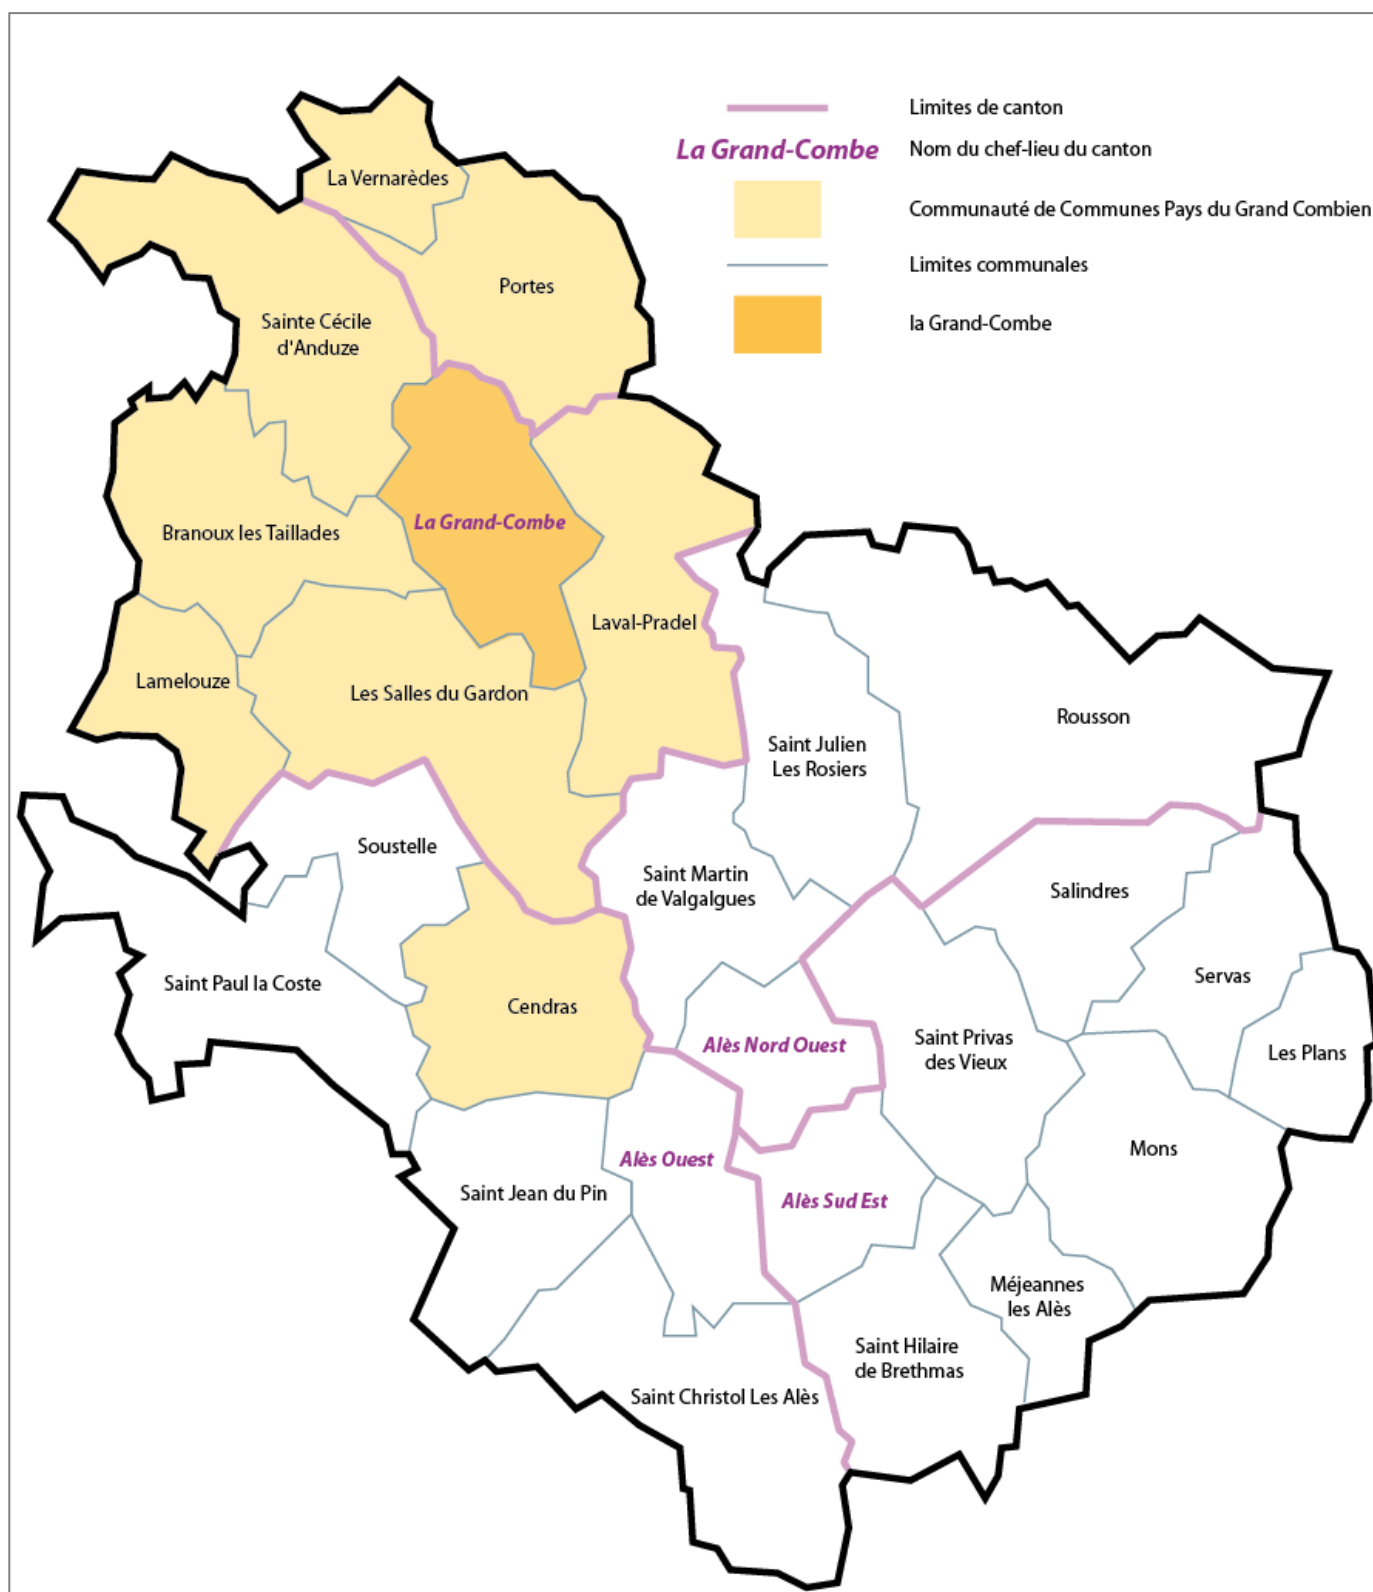 Limites de canton
La Grand-Combe
Nom du chef-lieu du canton
Communauté de Communes Pays du Grand Combien
Limites communales
la Grand-Combe
La Vernarèdes
Portes
Sainte Cécile
d'Anduze
La Grand-Combe
Branoux les Taillades
Laval-Pradel
Lamelouze
Les Salles du Gardon
Rousson
Saint Julien
Les Rosiers
Soustelle
Saint Martin
de Valgalgues
Salindres
Saint Paul la Coste
Servas
Cendras
Alès Nord Ouest
Saint Privas
des Vieux
Les Plans
Mons
Alès Ouest
Saint Jean du Pin
Alès Sud Est
Méjeannes
les Alès
Saint Hilaire
de Brethmas
Saint Christol Les Alès